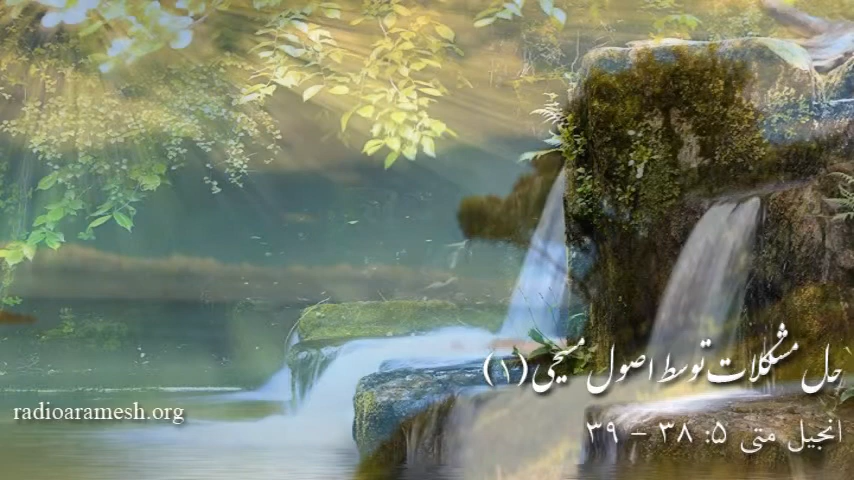 حل مشکلات توسط اصول مسیحی (۱)
انجیل متی ۵: ۳۸ – ۳۹
radioaramesh.org